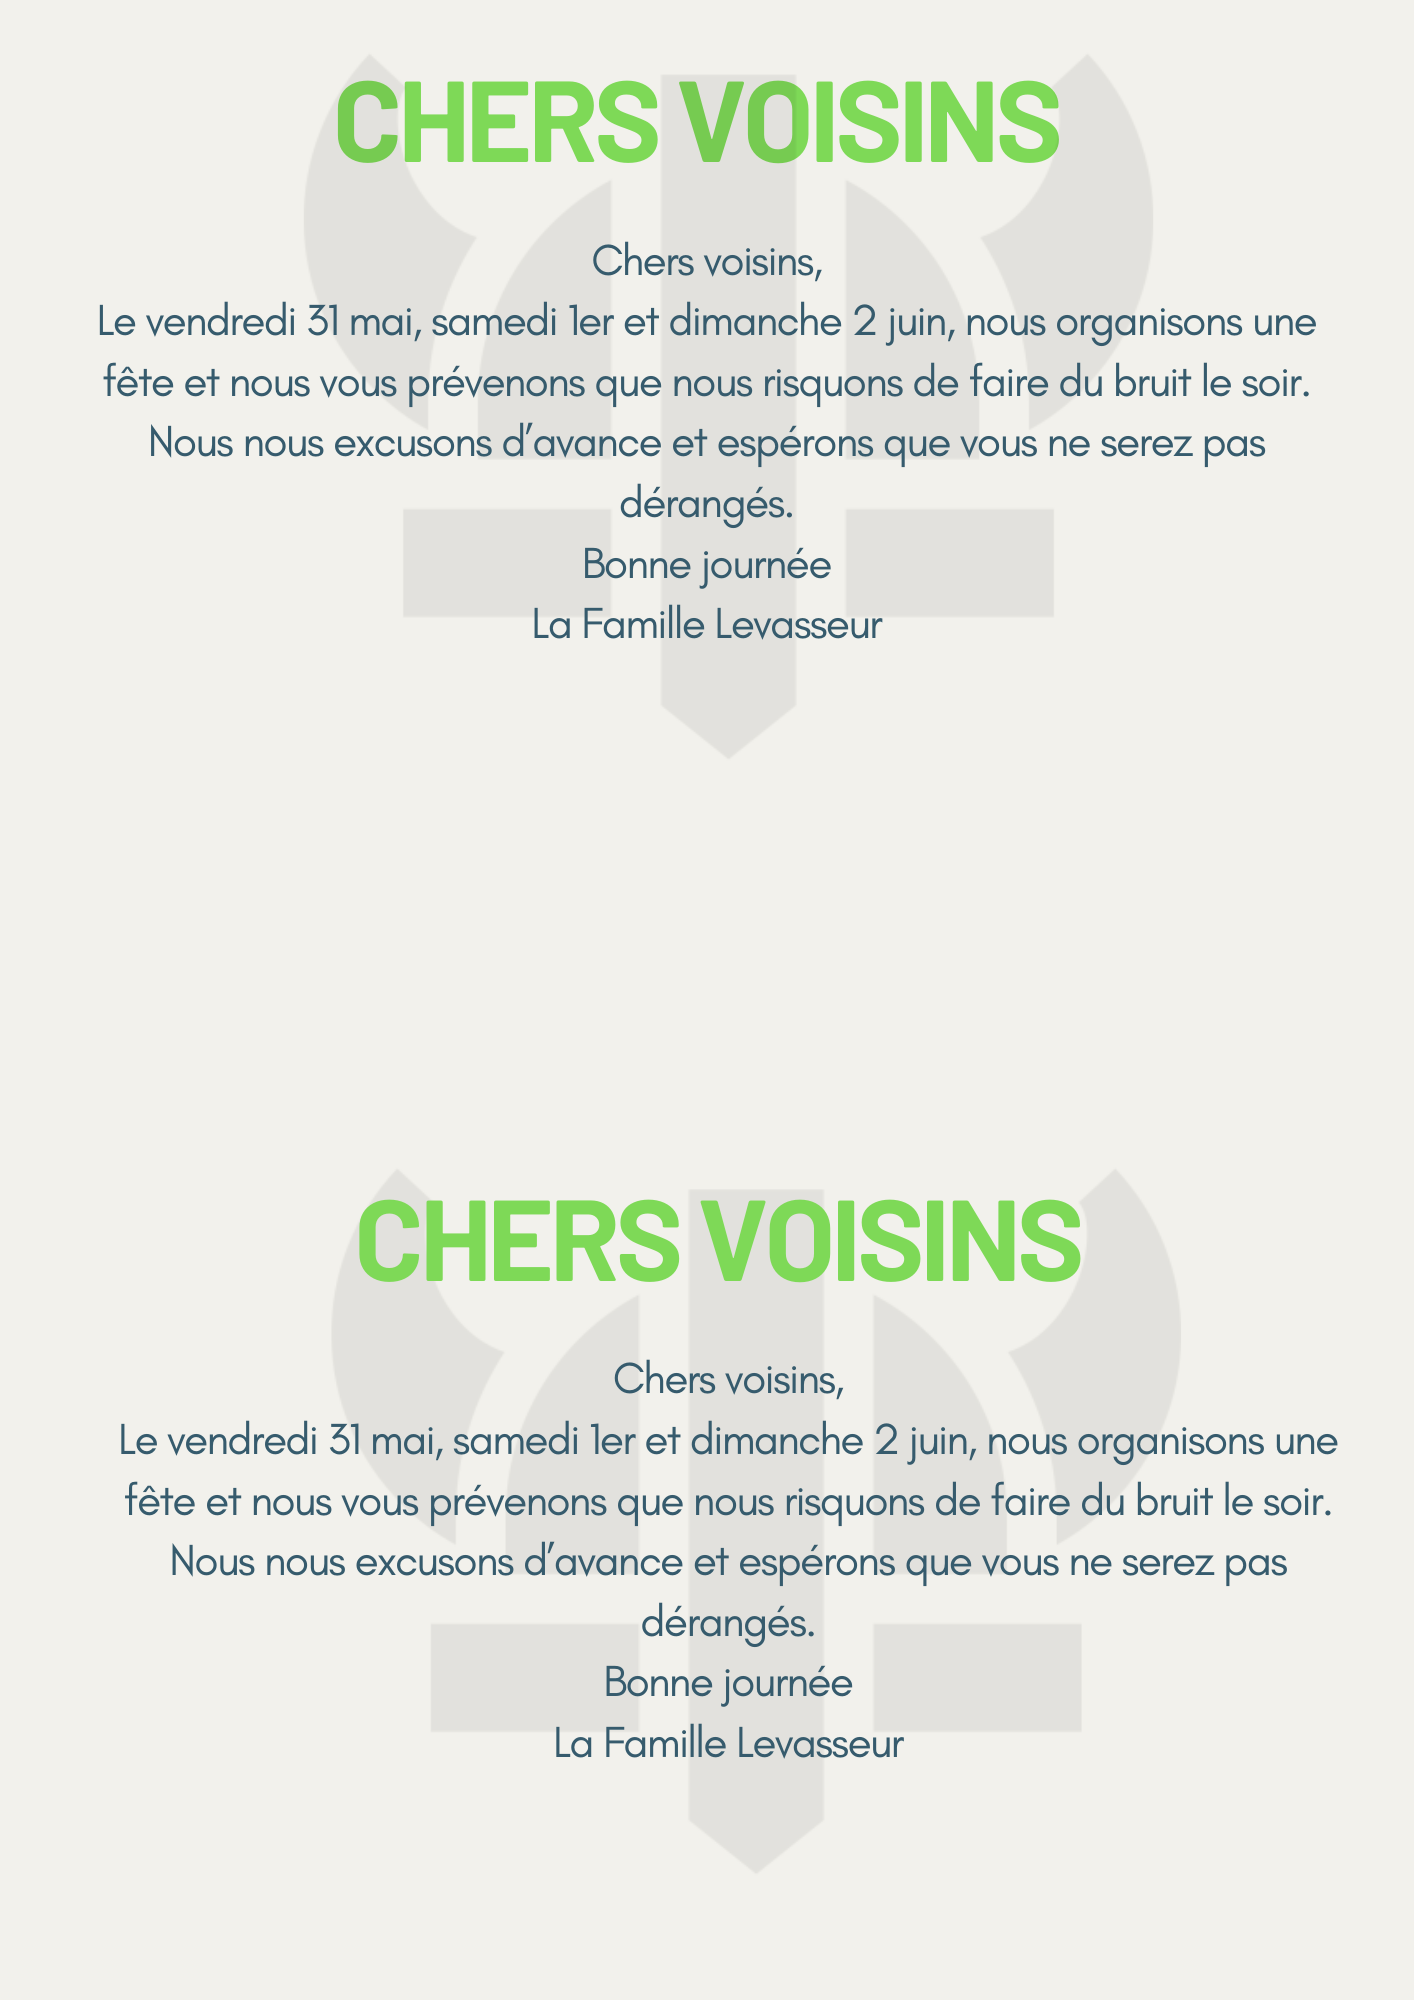 CHERS VOISINS
Chers voisins,
Le vendredi 31 mai, samedi 1er et dimanche 2 juin, nous organisons une
fête et nous vous prévenons que nous risquons de faire du bruit le soir.
Nous nous excusons d’avance et espérons que vous ne serez pas
dérangés.
Bonne journée
La Famille Levasseur
CHERS VOISINS
Chers voisins,
Le vendredi 31 mai, samedi 1er et dimanche 2 juin, nous organisons une
fête et nous vous prévenons que nous risquons de faire du bruit le soir.
Nous nous excusons d’avance et espérons que vous ne serez pas
dérangés.
Bonne journée
La Famille Levasseur